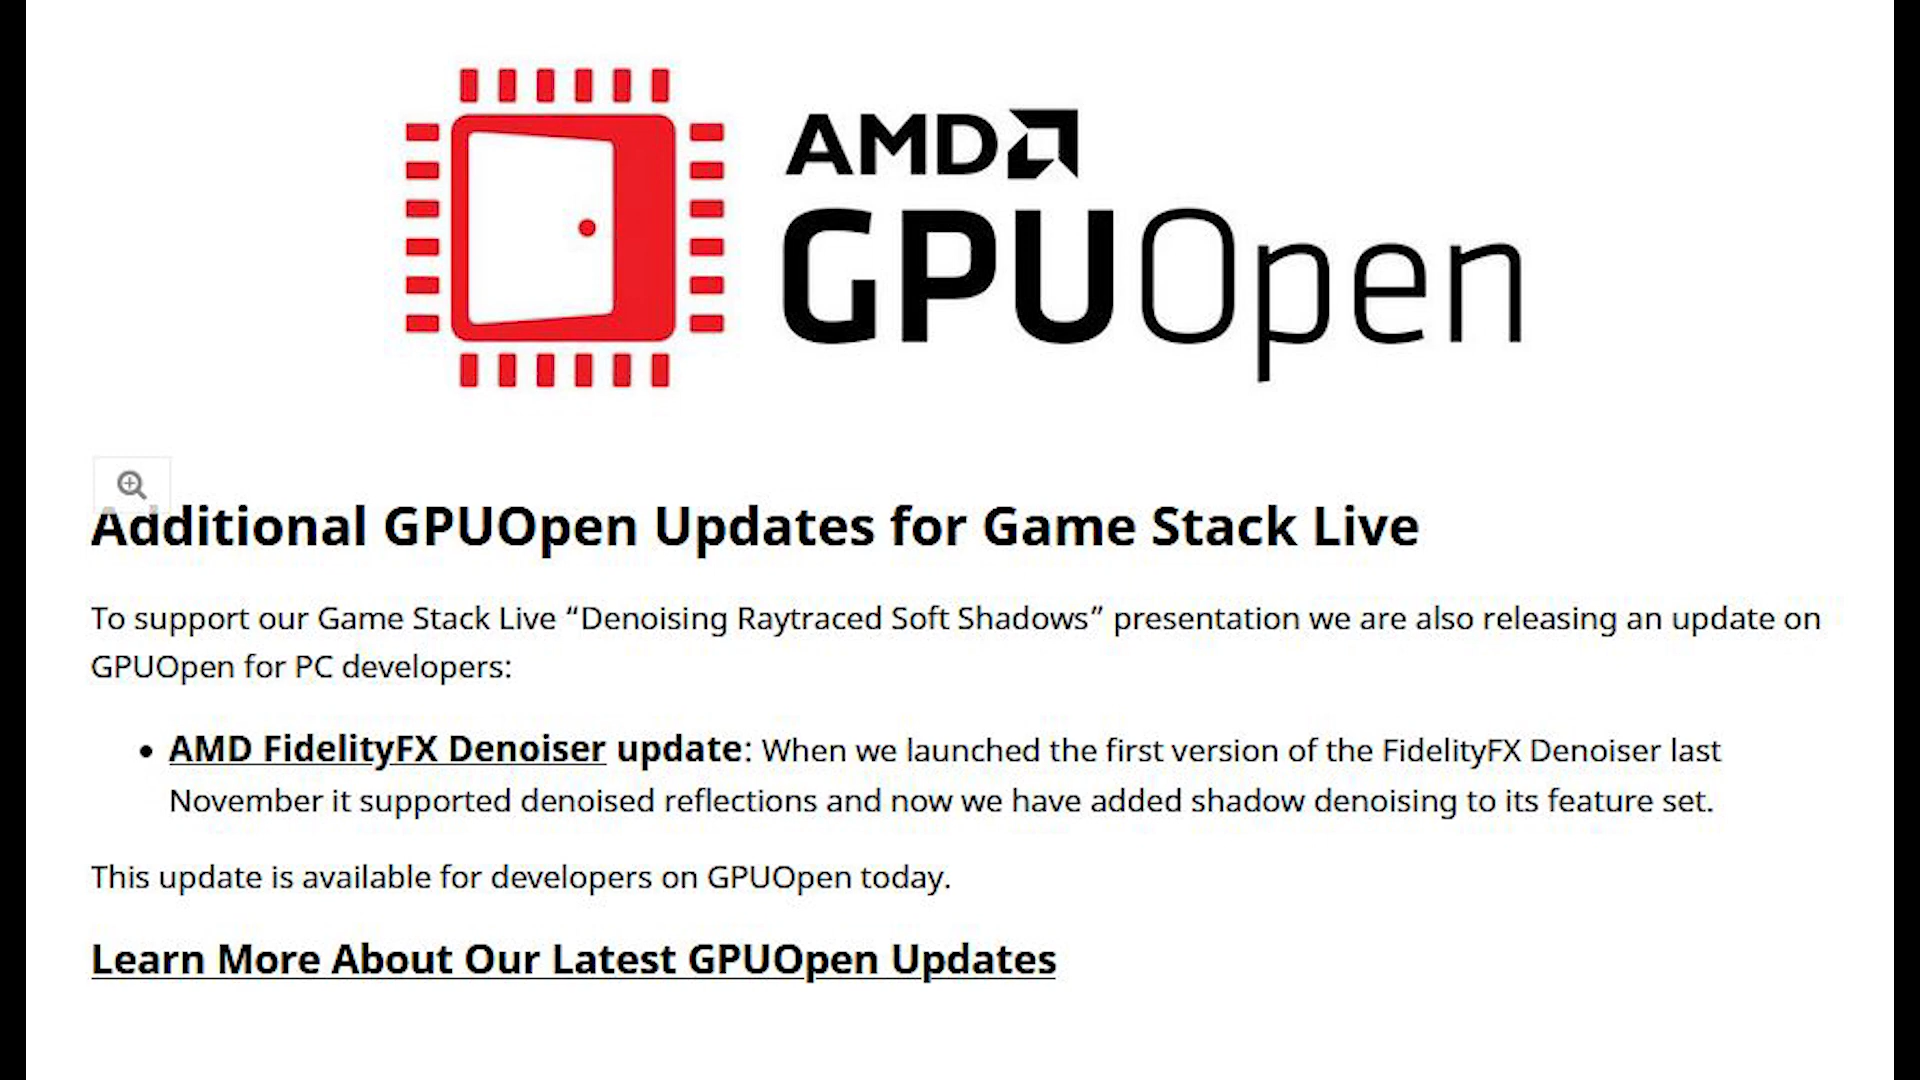 AMD
GPUOpen
Additional GPUOpen Updates for Game Stack Live
To support our Game Stack Live “Denoising Raytraced Soft Shadows” presentation we are also releasing an update on
GPUOpen for PC developers:
• AMD FidelityFX Denoiser update: When we launched the first version of the FidelityFX Denoiser last
November it supported denoised reflections and now we have added shadow denoising to its feature set.
This update is available for developers on GPUOpen today.
Learn More About Our Latest GPUOpen Updates